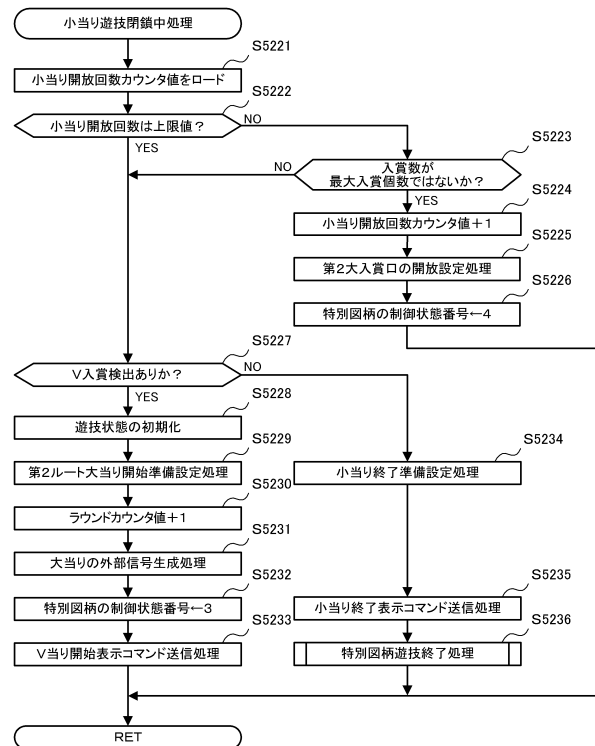 小当り遊技閉鎖中処理
S5221
小当り開放回数カウンタ値をロード
S5222
小当り開放回数は上限値？
NO
YES
S5223
入賞数が
最大入賞個数ではないか？
NO
YES
S5224
小当り開放回数カウンタ値＋1
S5225
第2大入賞口の開放設定処理
S5226
特別図柄の制御状態番号←4
S5227
V入賞検出ありか？
NO
YES
S5228
遊技状態の初期化
S5229
第2ルート大当り開始準備設定処理
S5230
ラウンドカウンタ値＋1
S5231
大当りの外部信号生成処理
S5232
特別図柄の制御状態番号←3
S5233
V当り開始表示コマンド送信処理
S5234
小当り終了準備設定処理
S5235
小当り終了表示コマンド送信処理
S5236
特別図柄遊技終了処理
RET